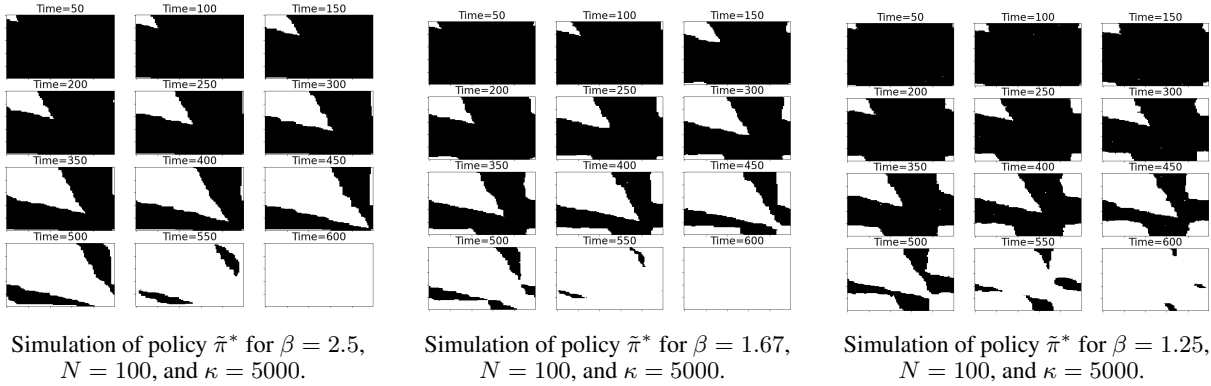 Time=50 Time=100 Time=150
Time=200 Time=250 Time=300
Time=350 Time=400 Time=450
Time=500 Time=550 Time=600
Simulation of policy π̃* for β = 2.5,
N = 100, and κ = 5000.
Time=50 Time=100 Time=150
Time=200 Time=250 Time=300
Time=350 Time=400 Time=450
Time=500 Time=550 Time=600
Simulation of policy π̃* for β = 1.67,
N = 100, and κ = 5000.
Time=50 Time=100 Time=150
Time=200 Time=250 Time=300
Time=350 Time=400 Time=450
Time=500 Time=550 Time=600
Simulation of policy π̃* for β = 1.25,
N = 100, and κ = 5000.